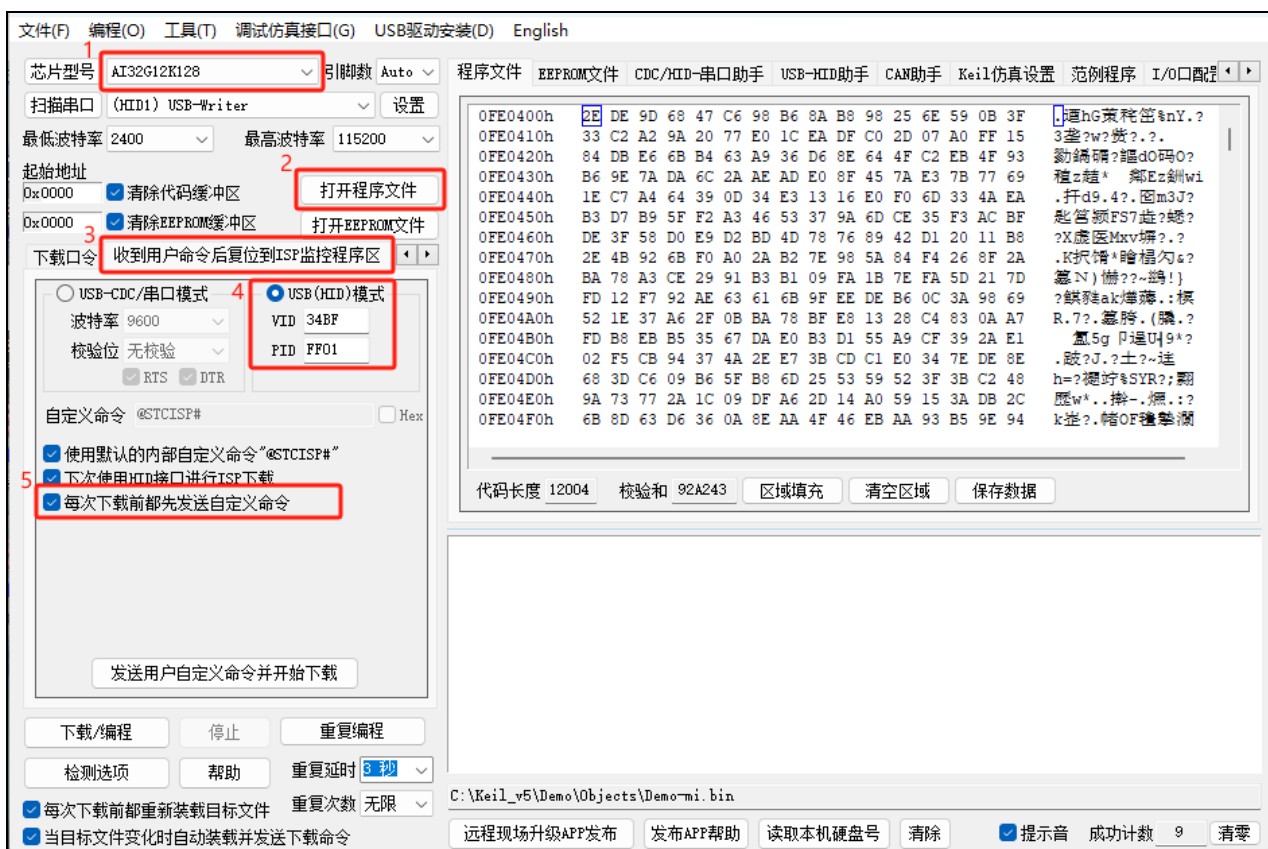 文件(F) 编程(O) 工具(T) 调试仿真接口(G) USB驱动安装(D) English
1
芯片型号 AI32G12K128 引脚数 Auto
扫描串口 (HID1) USB-Writer 设置
最低波特率 2400 最高波特率 115200
起始地址
2
0x0000 清除代码缓冲区 打开程序文件
0x0000 清除EEPROM缓冲区 打开EEPROM文件
3
下载口令 收到用户命令后复位到ISP监控程序区
USB-CDC/串口模式 4 USB(HID)模式
波特率 9600 VID 34BF
校验位 无校验 PID FF01
RTS DTR
自定义命令 @STCISP# Hex
使用默认的内部自定义命令"@STCISP#"
5 下次使用HID接口进行ISP下载
每次下载前都先发送自定义命令
发送用户自定义命令并开始下载
下载/编程 停止 重复编程
检测选项 帮助 重复延时 3 秒
每次下载前都重新装载目标文件 重复次数 无限
当目标文件变化时自动装载并发送下载命令
程序文件 EEPROM文件 CDC/HID-串口助手 USB-HID助手 CAN助手 Keil仿真设置 范例程序 I/O口配
0FE0400h 2E DE 9D 68 47 C6 98 B6 8A B8 98 25 6E 59 0B 3F
0FE0410h 33 C2 A2 9A 20 77 E0 1C EA DF C0 2D 07 A0 FF 15
0FE0420h 84 DB E6 6B B4 63 A9 36 D6 8E 64 4F C2 EB 4F 93
0FE0430h B6 9E 7A DA 6C 2A AE AD E0 8F 45 7A E3 7B 77 69
0FE0440h 1E C7 A4 64 39 0D 34 E3 13 16 E0 F0 6D 33 4A EA
0FE0450h B3 D7 B9 5F F2 A3 46 53 37 9A 6D CE 35 F3 AC BF
0FE0460h DE 3F 58 D0 E9 D2 BD 4D 78 76 89 42 D1 20 11 B8
0FE0470h 2E 4B 92 6B F0 A0 2A B2 7E 98 5A 84 F4 26 8F 2A
0FE0480h BA 78 A3 CE 29 91 B3 B1 09 FA 1B 7E FA 5D 21 7D
0FE0490h FD 12 F7 92 AE 63 61 6B 9F EE DE B6 0C 3A 98 69
0FE04A0h 52 1E 37 A6 2F 0B BA 78 BF E8 13 28 C4 83 0A A7
0FE04B0h FD B8 EB B5 35 67 DA E0 B3 D1 55 A9 CF 39 2A E1
0FE04C0h 02 F5 CB 94 37 4A 2E E7 3B CD C1 E0 34 7E DE 8E
0FE04D0h 68 3D C6 09 B6 5F B8 6D 25 53 59 52 3F 3B C2 48
0FE04E0h 9A 73 77 2A 1C 09 DF A6 2D 14 A0 59 15 3A DB 2C
0FE04F0h 6B 8D 63 D6 36 0A 8E AA 4F 46 EB AA 93 B5 9E 94
代码长度 12004 校验和 92A243 区域填充 清空区域 保存数据
C:\Keil_v5\Demo\Objects\Demo-mi.bin
远程现场升级APP发布 发布APP帮助 读取本机硬盘号 清除 提示音 成功计数 9 清零